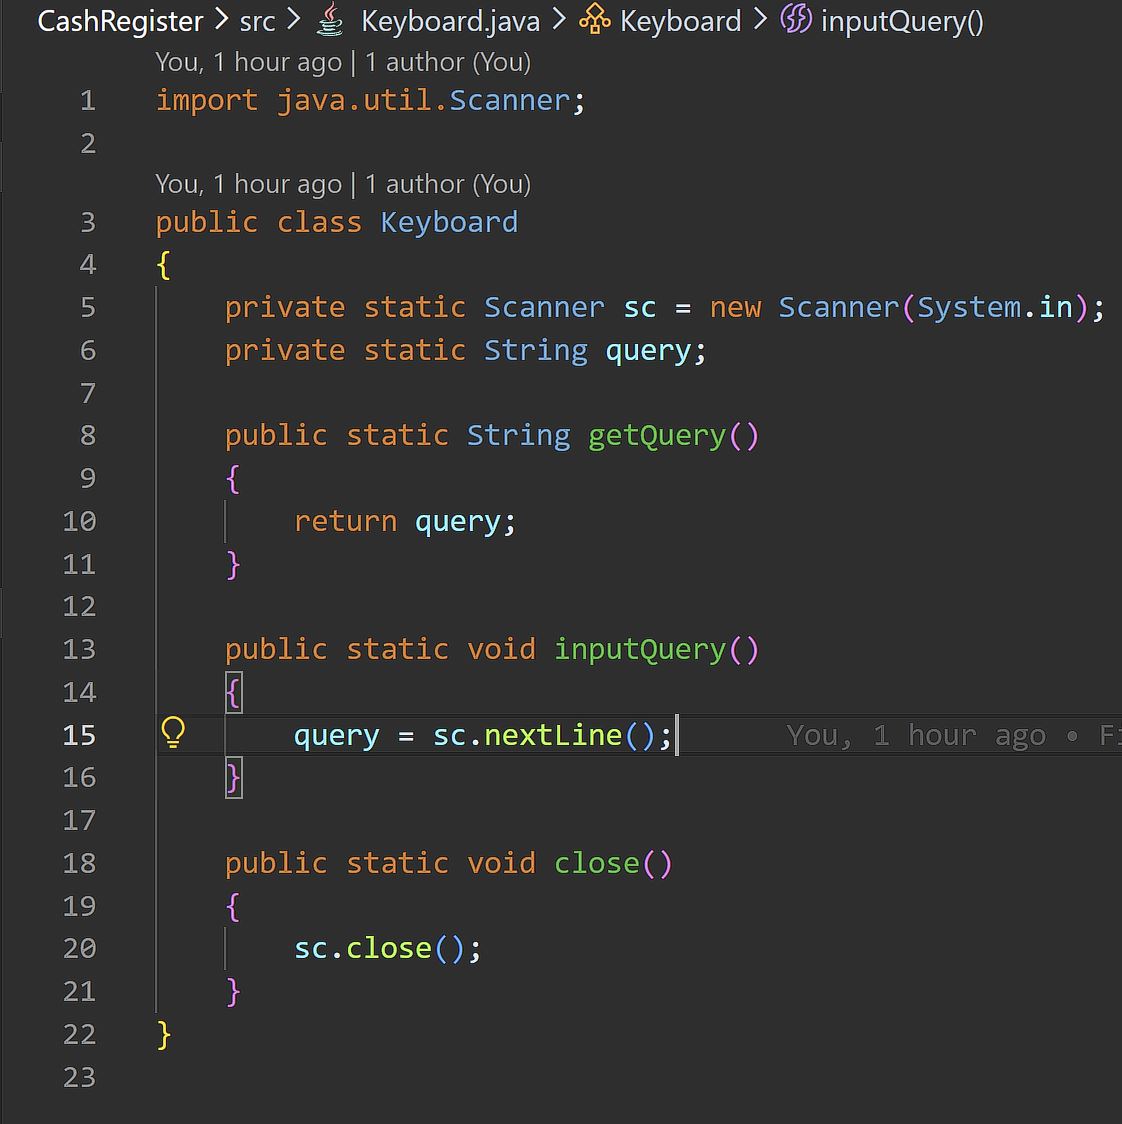 CashRegister > src > Keyboard.java > Keyboard > inputQuery()
You, 1 hour ago | 1 author (You)
1 import java.util.Scanner;
2
You, 1 hour ago | 1 author (You)
3 public class Keyboard
4 {
5 private static Scanner sc = new Scanner(System.in);
6 private static String query;
7
8 public static String getQuery()
9 {
10 return query;
11 }
12
13 public static void inputQuery()
14 {
15 query = sc.nextLine(); You, 1 hour ago •
16 }
17
18 public static void close()
19 {
20 sc.close();
21 }
22 }
23